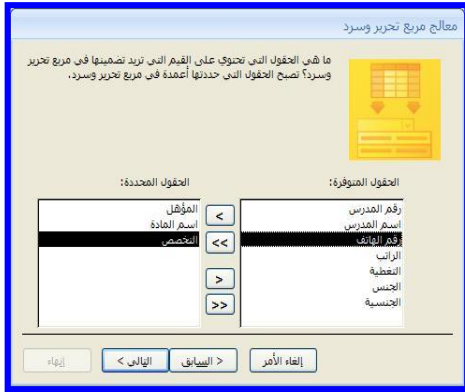 معالج مربع تحرير وسرد
ما هي الحقول التي تحتوي على القيم التي تريد تضمينها في مربع تحرير
وسرد؟ تصبح الحقول التي حددتها أعمدة في مربع تحرير وسرد.
الحقول المتوفرة:
رقم المدرس
اسم المدرس
رقم الهاتف
الراتب
التغطية
الجنس
الجنسية
<
<<
>
>>
الحقول المحددة:
المؤهل
اسم المادة
التخصص
إلغاء الأمر
< السابق
التالي >
إنهاء